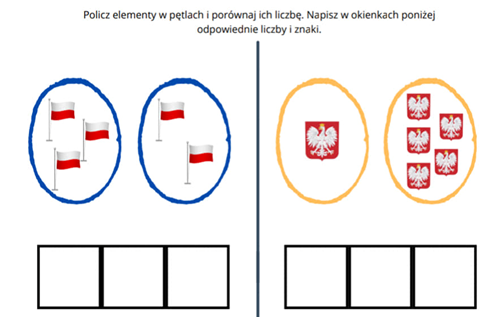 Policz elementy w pętlach i porównaj ich liczbę. Napisz w okienkach poniżej
odpowiednie liczby i znaki.